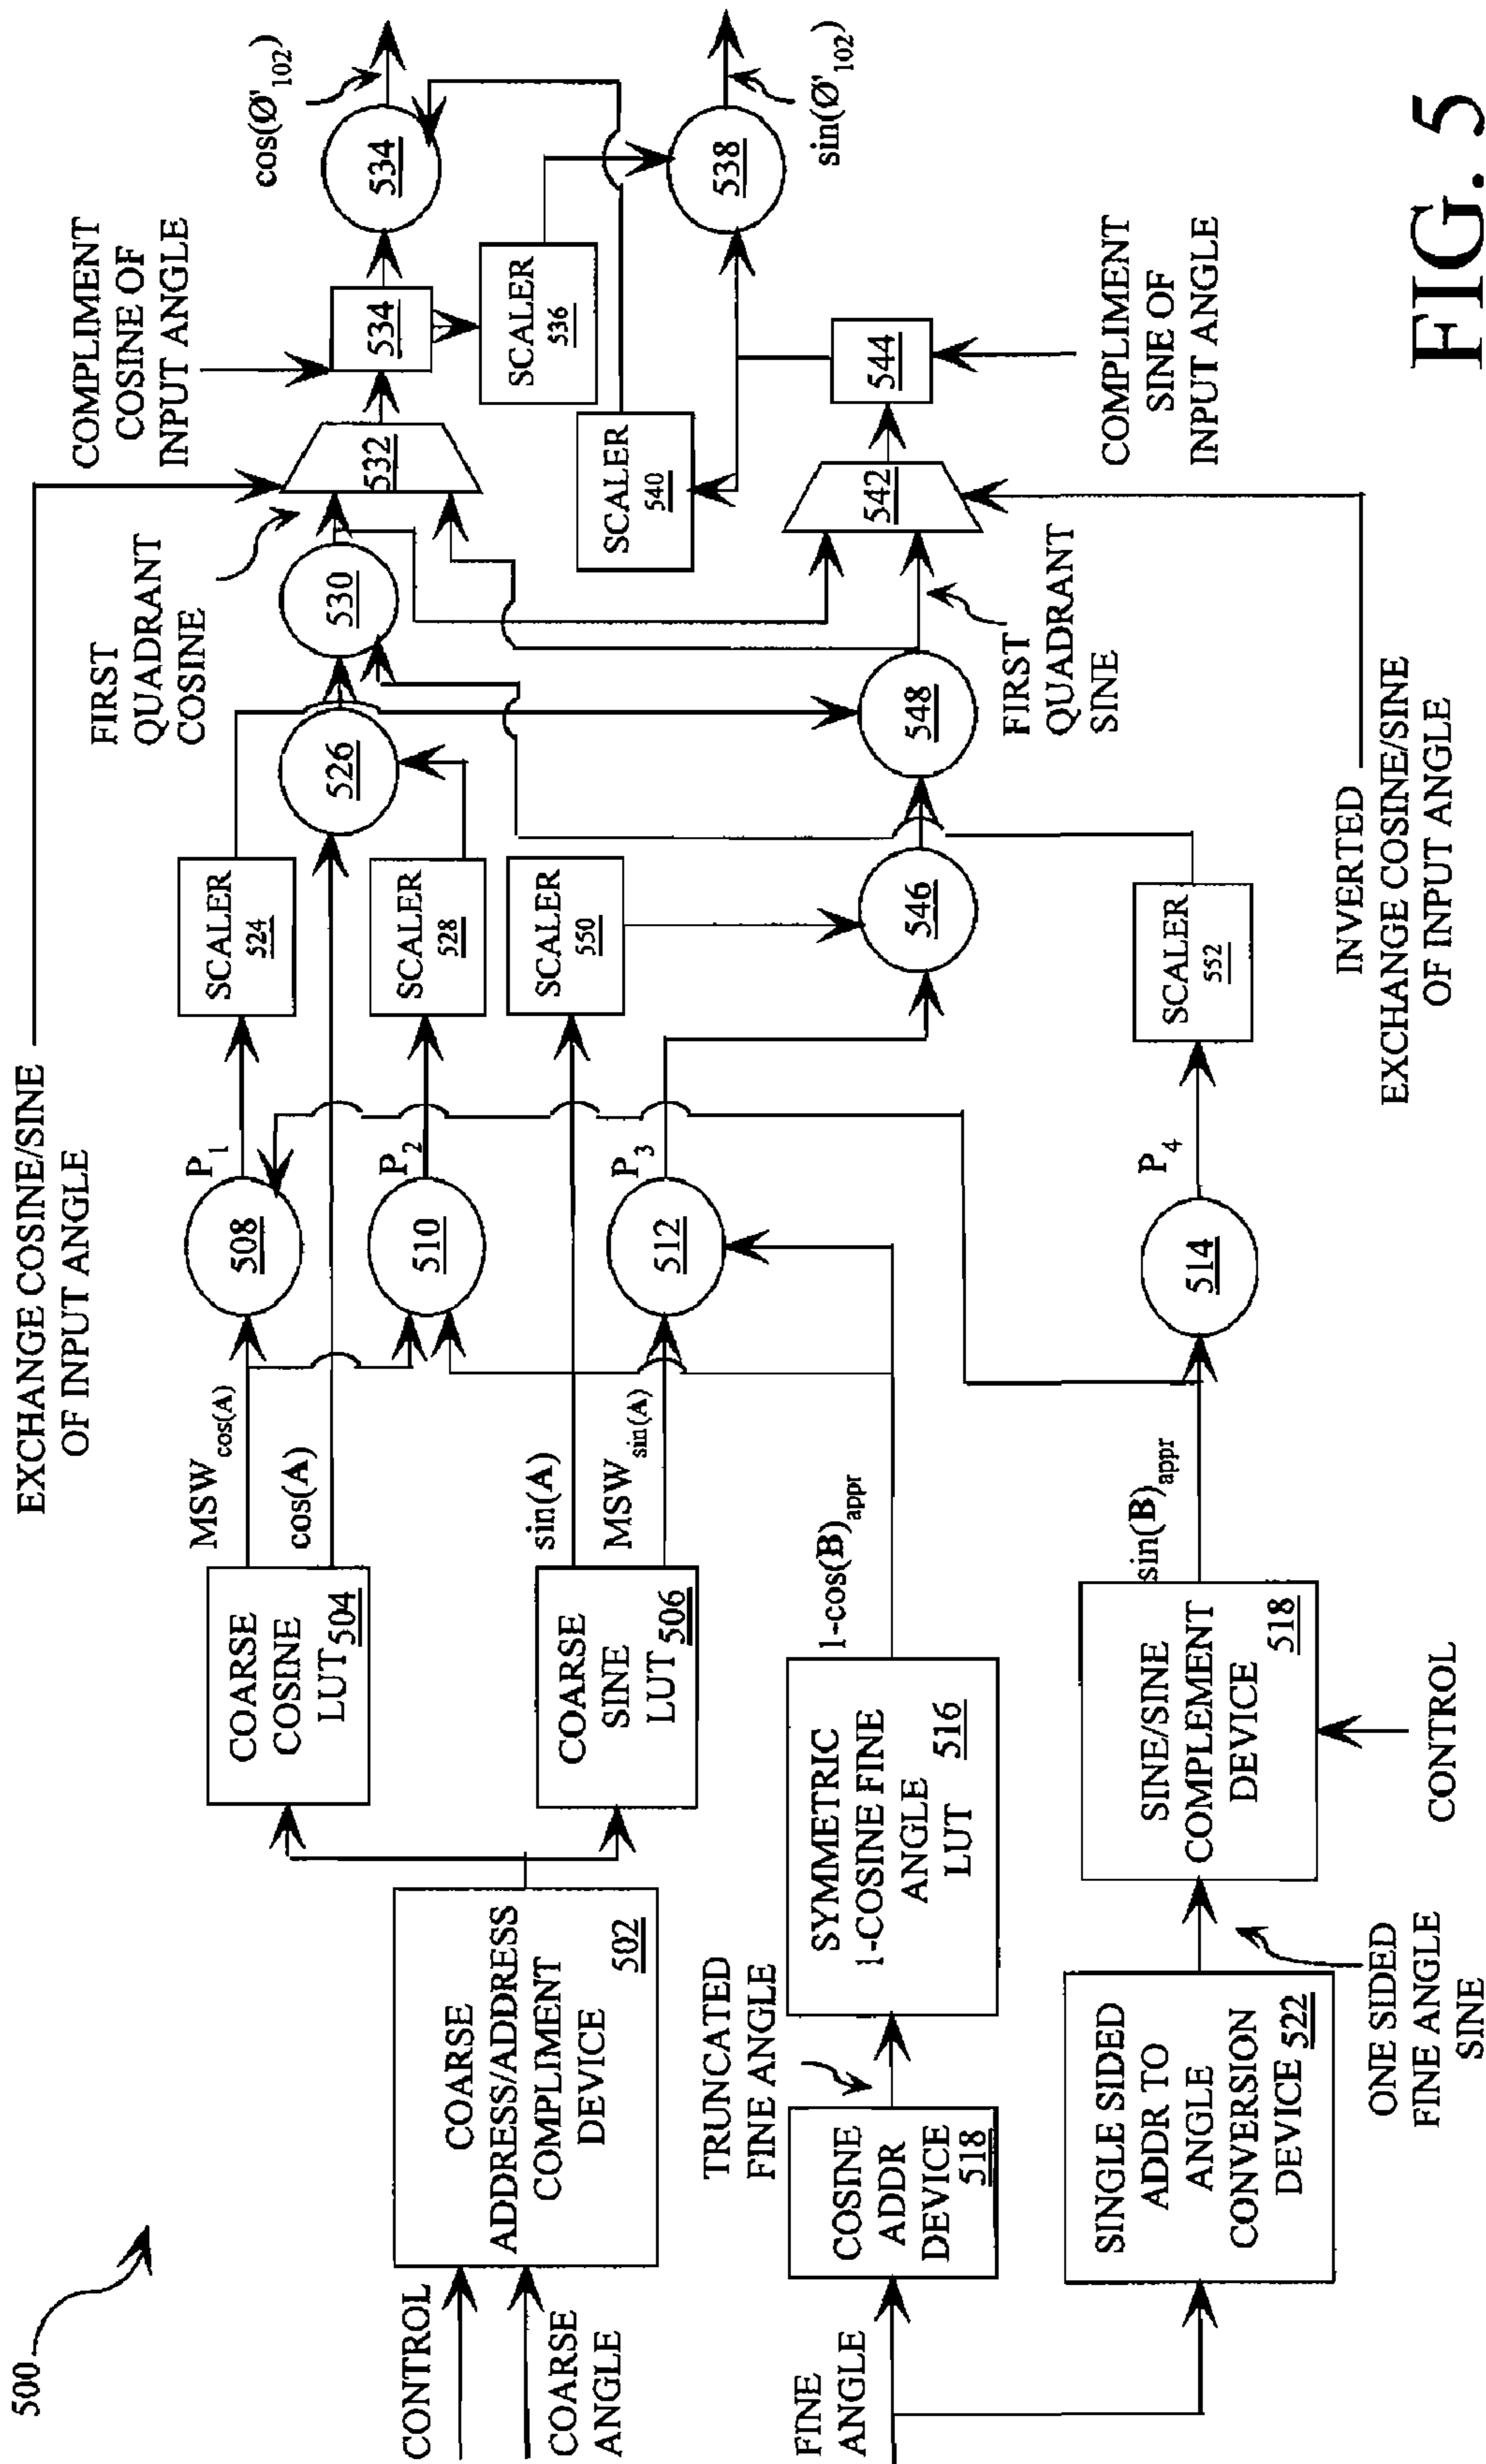 500
EXCHANGE COSINE/SINE
OF INPUT ANGLE
COMPLIMENT
COSINE OF
INPUT ANGLE
cos(Ø'102)
CONTROL
COARSE
ANGLE
COARSE
ADDRESS/ADDRESS
COMPLIMENT
DEVICE
502
COARSE
COSINE
LUT 504
MSWcos(A)
cos(A)
COARSE
SINE
LUT 506
sin(A)
MSWsin(A)
508
P1
510
P2
512
P3
514
P4
SCALER
524
SCALER
528
SCALER
550
SCALER
552
526
530
FIRST
QUADRANT
COSINE
532
534
534
SCALER
536
538
sin(Ø'102)
SCALER
540
542
544
COMPLIMENT
SINE OF
INPUT ANGLE
546
548
FIRST
QUADRANT
SINE
INVERTED
EXCHANGE COSINE/SINE
OF INPUT ANGLE
FINE
ANGLE
COSINE
ADDR
DEVICE
518
TRUNCATED
FINE ANGLE
SYMMETRIC
1-COSINE FINE
ANGLE
LUT
516
1-cos(B)appr
SINGLE SIDED
ADDR TO
ANGLE
CONVERSION
DEVICE 522
ONE SIDED
FINE ANGLE
SINE
SINE/SINE
COMPLEMENT
DEVICE
518
CONTROL
sin(B)appr
FIG. 5